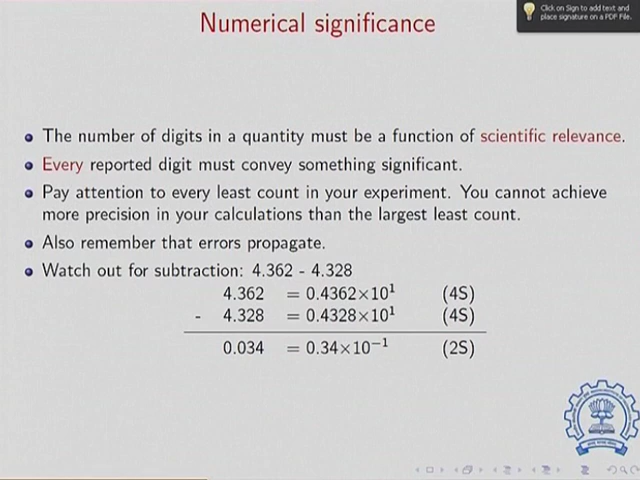 Click on Sign to add text and
place signature on a PDF File.
Numerical significance
The number of digits in a quantity must be a function of scientific relevance.
Every reported digit must convey something significant.
Pay attention to every least count in your experiment. You cannot achieve
more precision in your calculations than the largest least count.
Also remember that errors propagate.
Watch out for subtraction: 4.362 - 4.328
4.362 = 0.4362×10¹ (4S)
- 4.328 = 0.4328×10¹ (4S)
0.034 = 0.34×10⁻¹ (2S)